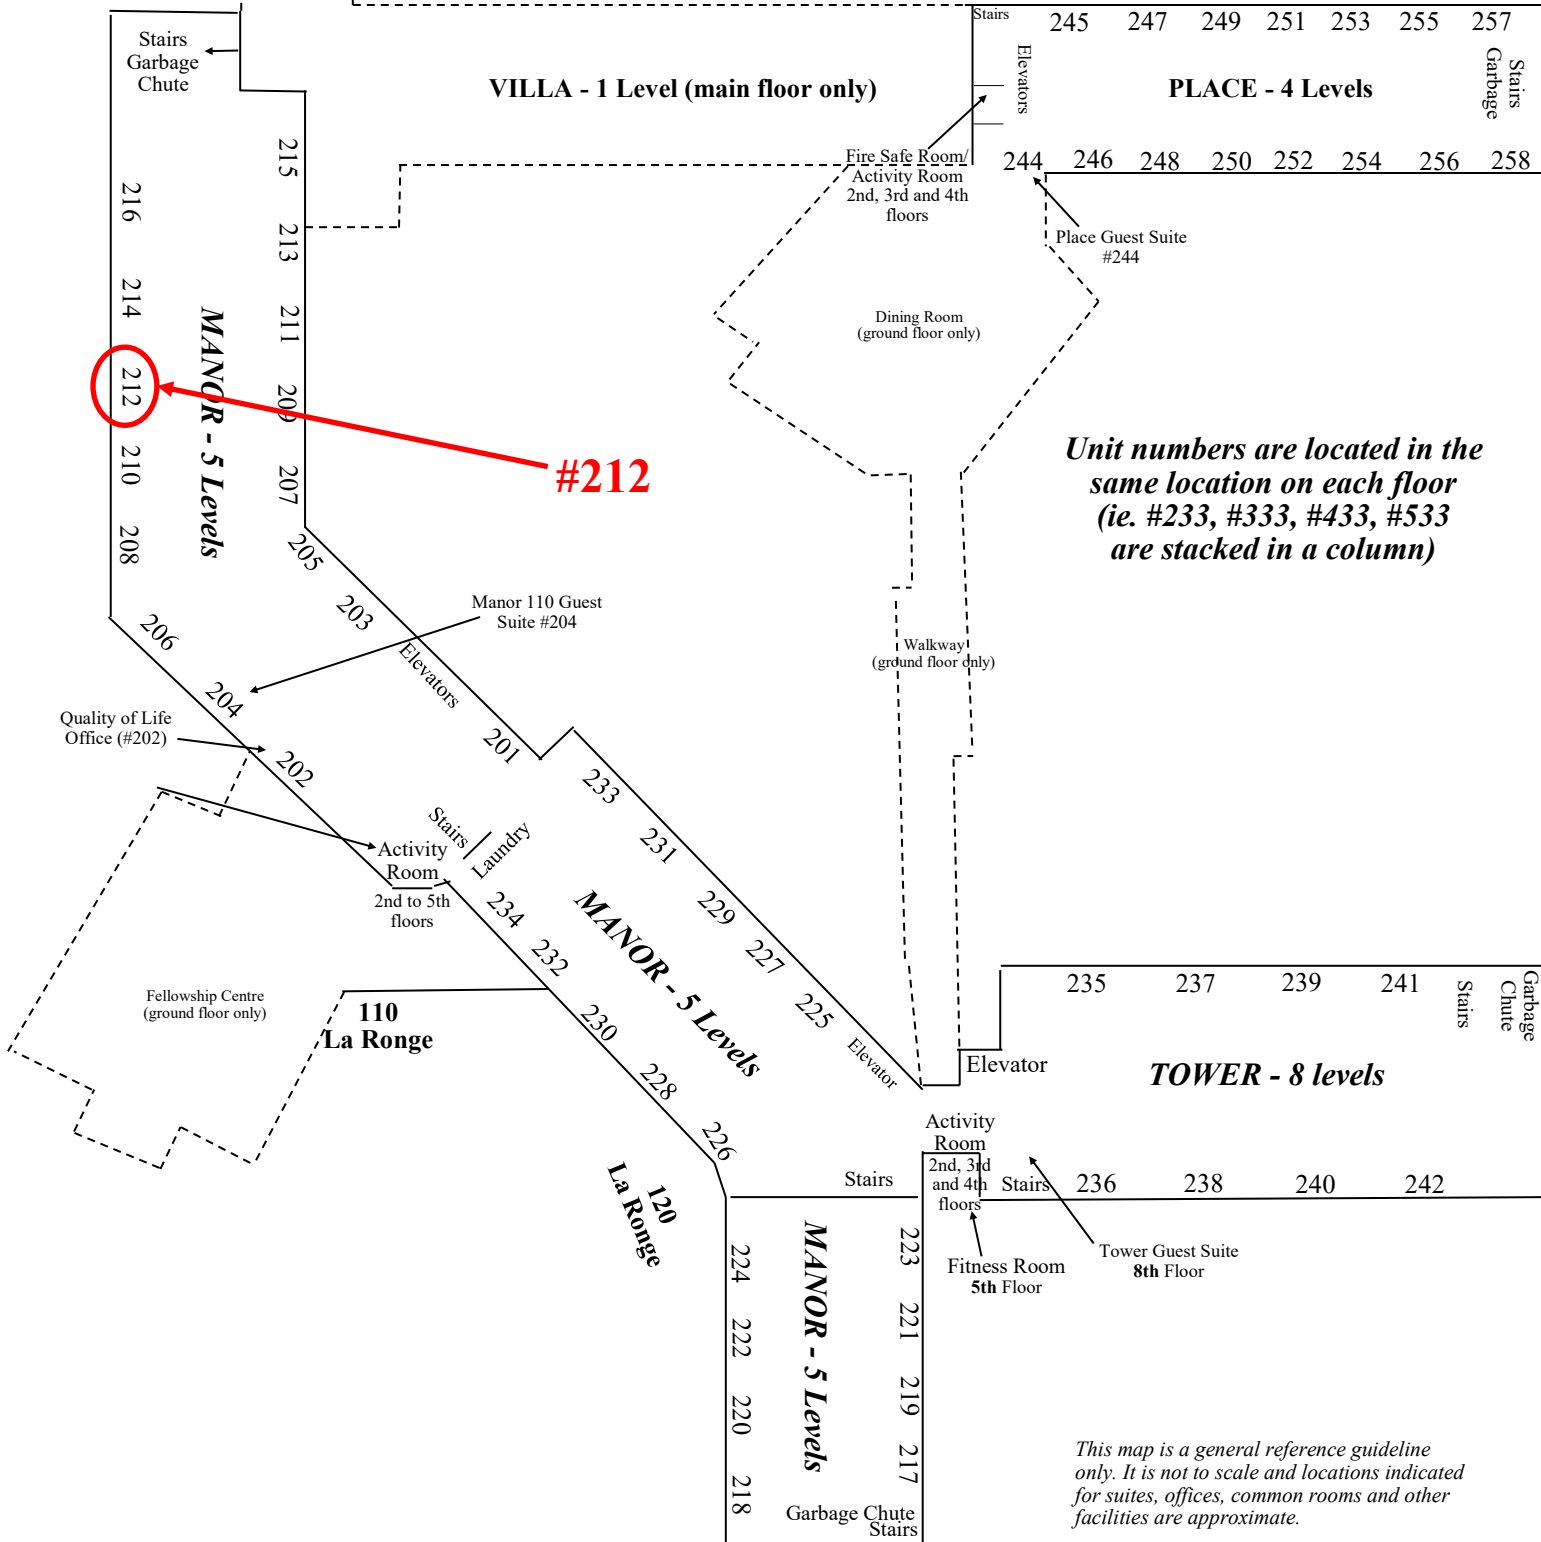 Stairs
Garbage
Chute
VILLA - 1 Level (main floor only)
Stairs
Elevators
245 247 249 251 253 255 257
Stairs
Garbage
PLACE - 4 Levels
244 246 248 250 252 254 256 258
Fire Safe Room/
Activity Room
2nd, 3rd and 4th
floors
Place Guest Suite
#244
Dining Room
(ground floor only)
215
213
211
209
207
216
214
212
210
208
MANOR - 5 Levels
#212
Unit numbers are located in the
same location on each floor
(ie. #233, #333, #433, #533
are stacked in a column)
205
203
Elevators
201
206
204
202
Manor 110 Guest
Suite #204
Quality of Life
Office (#202)
Walkway
(ground floor only)
Stairs
Laundry
Activity
Room
2nd to 5th
floors
233
231
229
227
225
Elevator
234
232
230
228
226
MANOR - 5 Levels
Fellowship Centre
(ground floor only)
110
La Ronge
120
La Ronge
235 237 239 241
Stairs
Garbage
Chute
Elevator
TOWER - 8 levels
Activity
Room
2nd, 3rd
and 4th
floors
Stairs
Stairs
236 238 240 242
Fitness Room
5th Floor
Tower Guest Suite
8th Floor
224
222
220
218
MANOR - 5 Levels
223
221
219
217
Garbage Chute
Stairs
This map is a general reference guideline
only. It is not to scale and locations indicated
for suites, offices, common rooms and other
facilities are approximate.